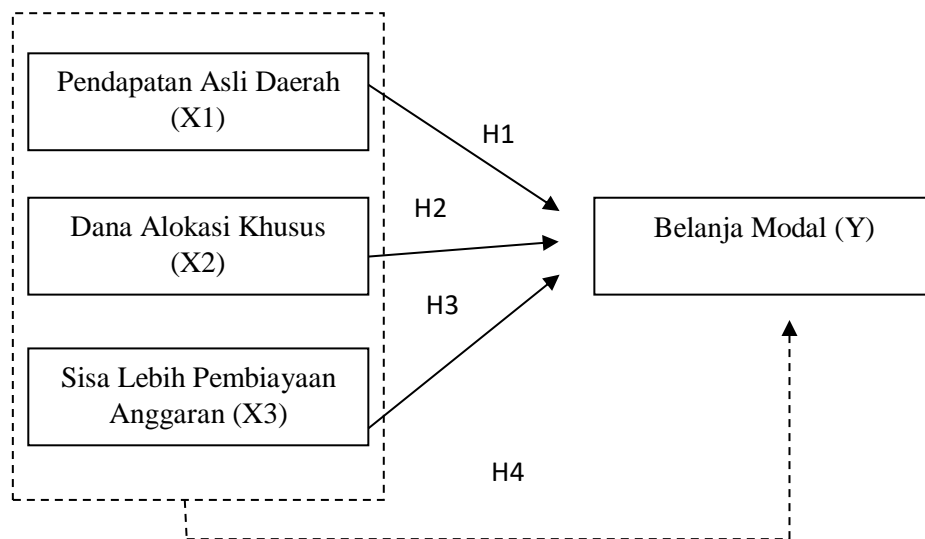 Pendapatan Asli Daerah
(X1)
H1
H2
Dana Alokasi Khusus
(X2)
Belanja Modal (Y)
H3
Sisa Lebih Pembiayaan
Anggaran (X3)
H4